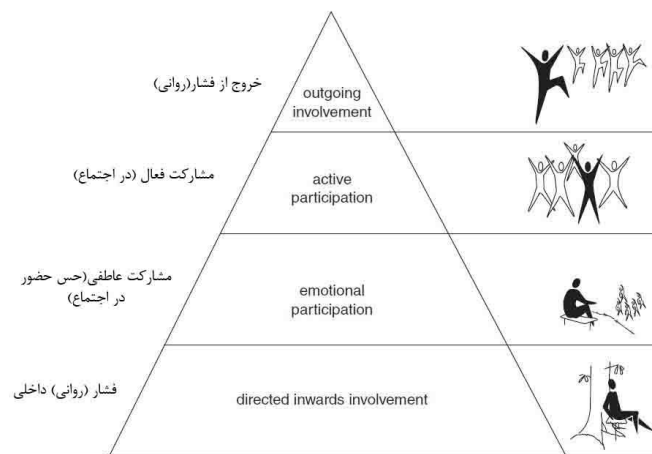 خروج از فشار(روانی)
outgoing
involvement
مشارکت فعال (در اجتماع)
active
participation
مشارکت عاطفی(حس حضور
در اجتماع)
emotional
participation
فشار (روانی) داخلی
directed inwards involvement